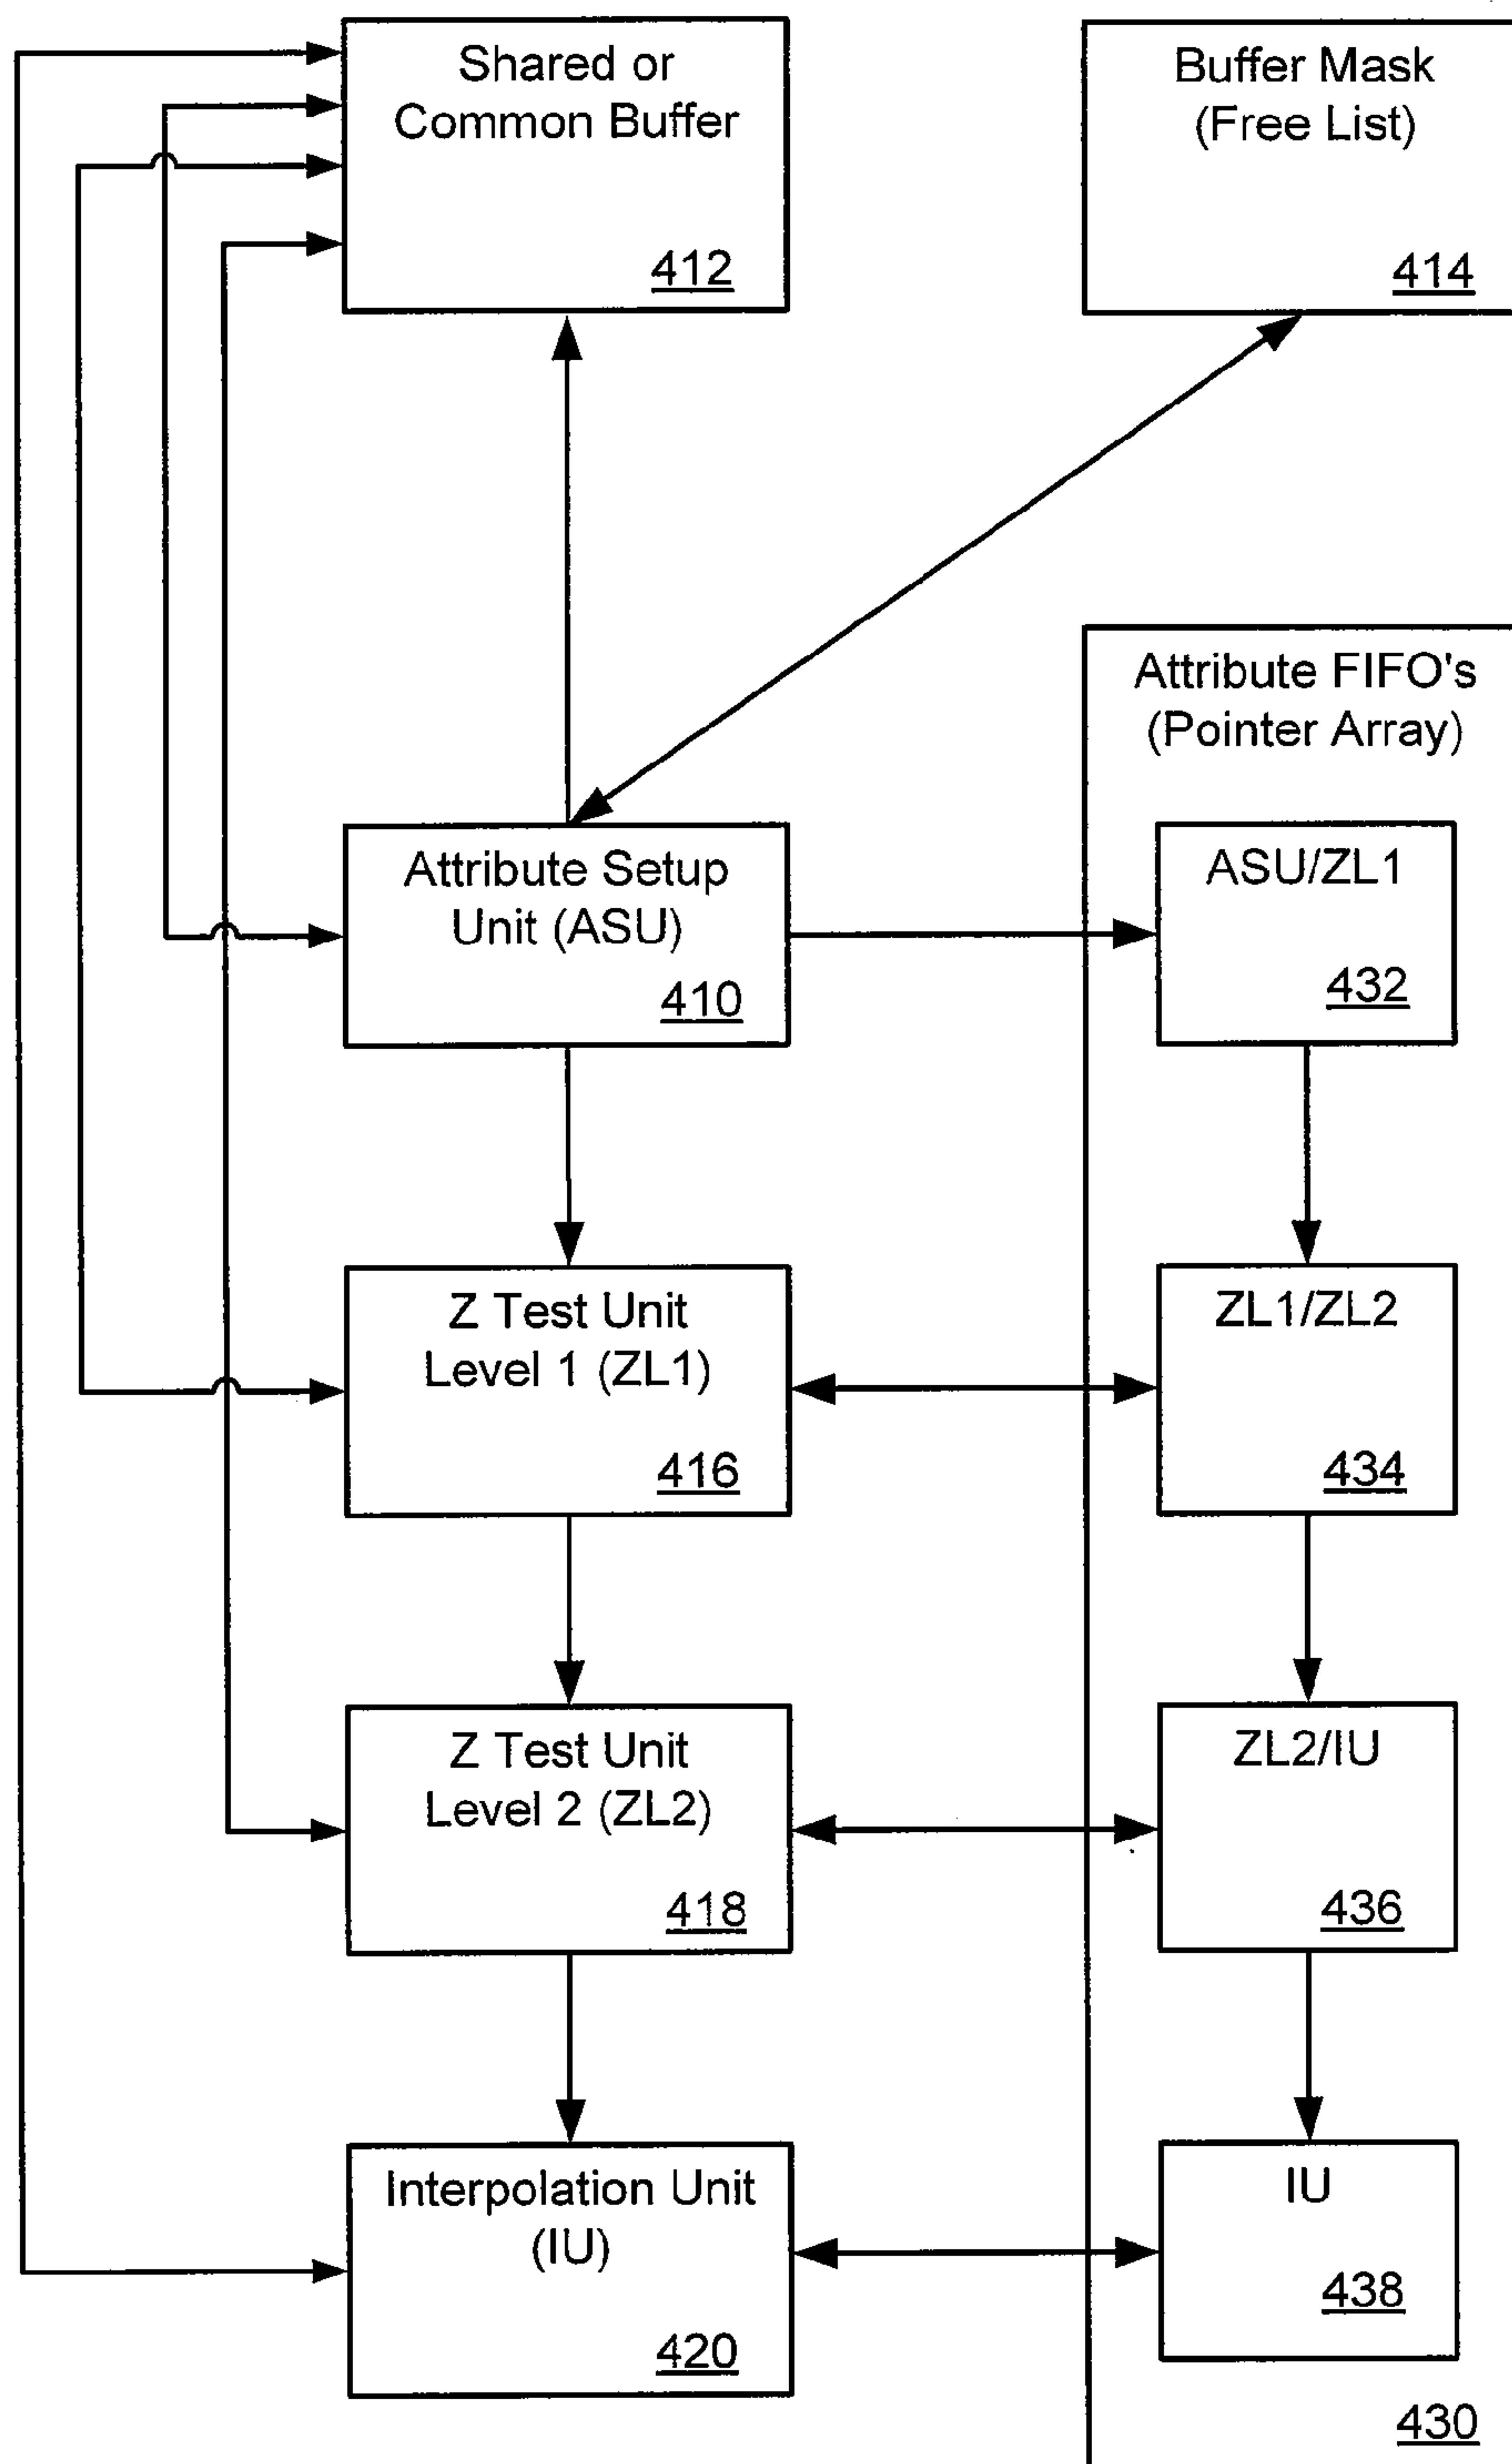 Shared or
Common Buffer
412
Buffer Mask
(Free List)
414
Attribute FIFO's
(Pointer Array)
Attribute Setup
Unit (ASU)
410
ASU/ZL1
432
Z Test Unit
Level 1 (ZL1)
416
ZL1/ZL2
434
Z Test Unit
Level 2 (ZL2)
418
ZL2/IU
436
Interpolation Unit
(IU)
420
IU
438
430